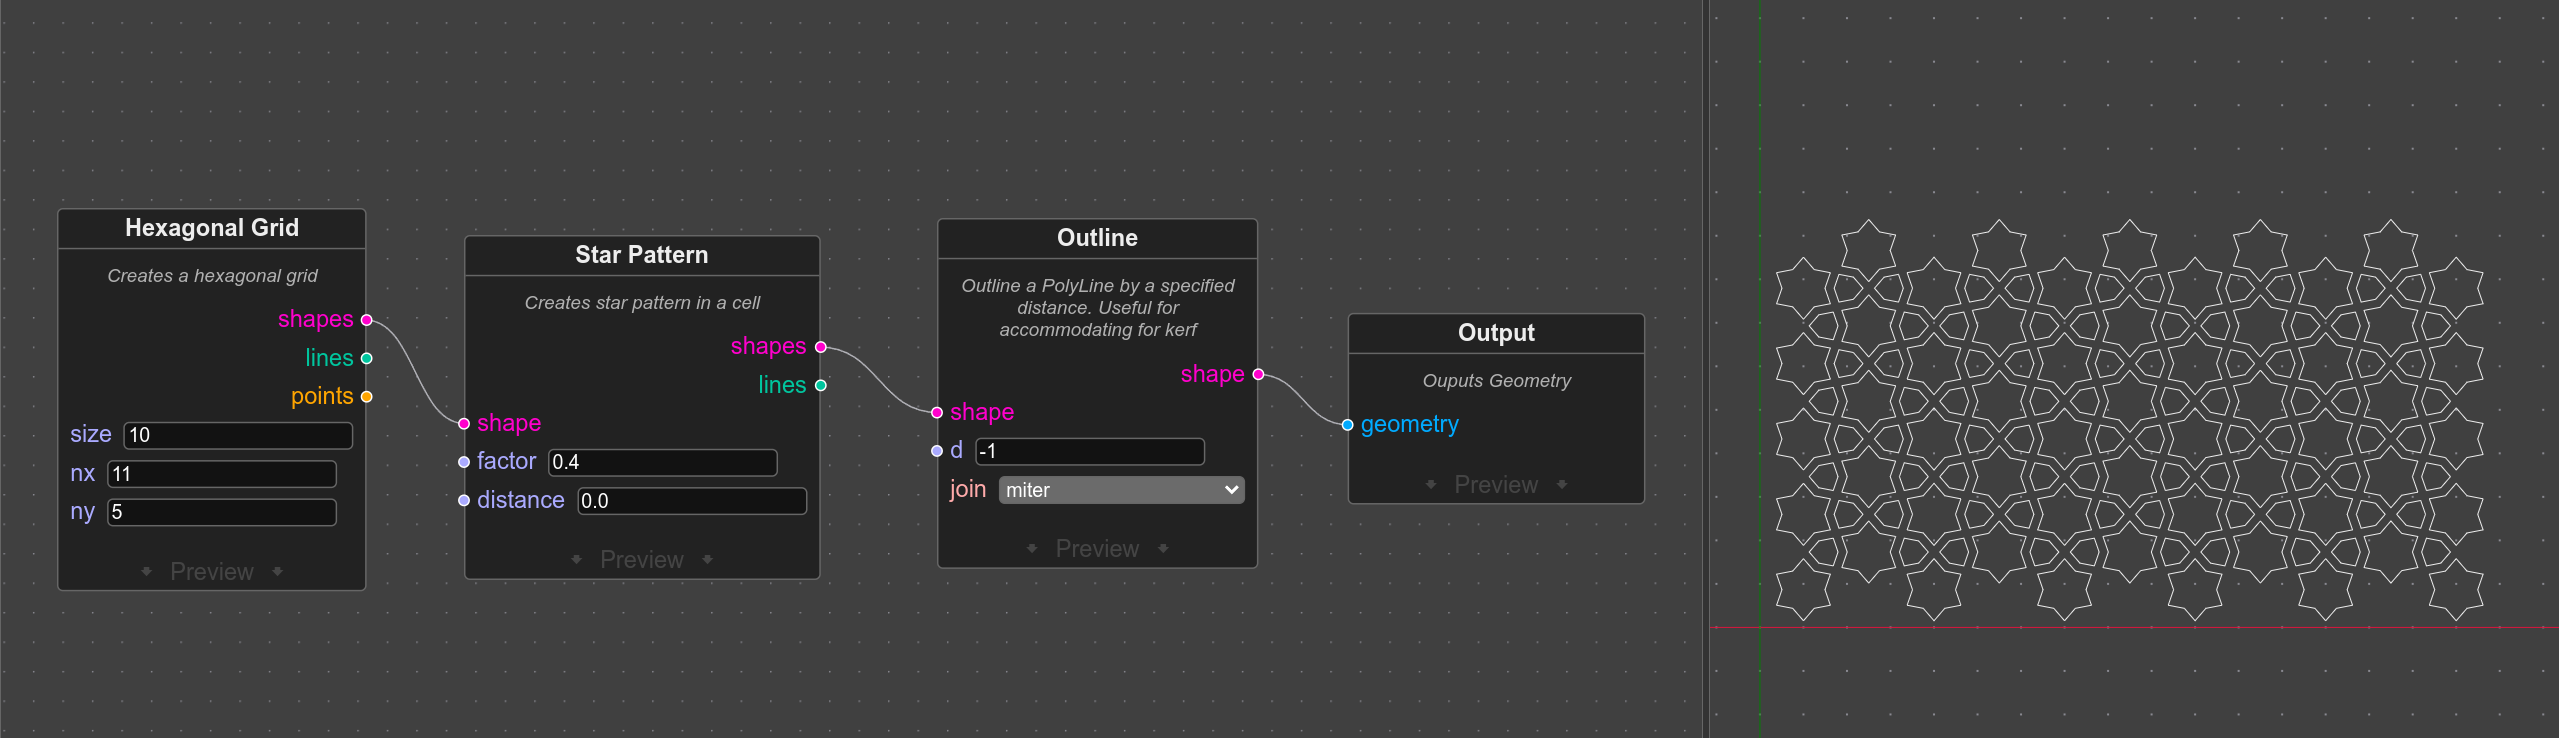 Hexagonal Grid
Creates a hexagonal grid
shapes
lines
points
size 10
nx 11
ny 5
Preview
Star Pattern
Creates star pattern in a cell
shapes
lines
shape
factor 0.4
distance 0.0
Preview
Outline
Outline a PolyLine by a specified
distance. Useful for
accommodating for kerf
shape
shape
d -1
join miter
Preview
Output
Ouputs Geometry
geometry
Preview